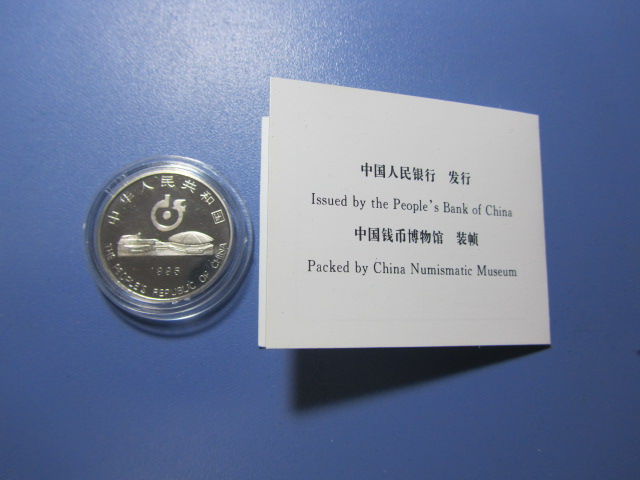 中华人民共和国
1996
THE PEOPLE'S REPUBLIC OF CHINA
中国人民银行 发行
Issued by the People's Bank of China
中国钱币博物馆 装帧
Packed by China Numismatic Museum